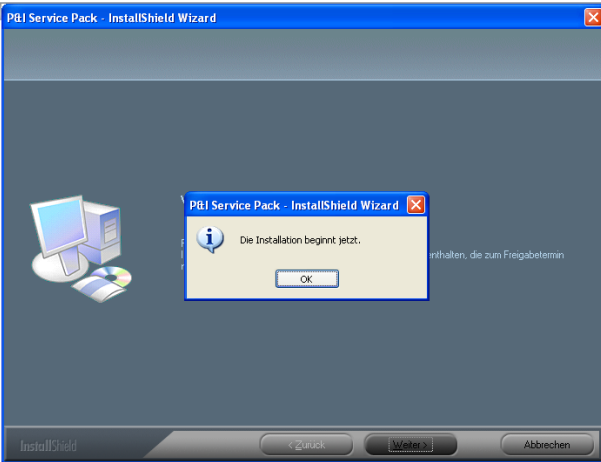 P&I Service Pack - InstallShield Wizard
P&I Service Pack - InstallShield Wizard
Die Installation beginnt jetzt.
enthalten, die zum Freigabetermin
OK
InstallShield
< Zurück
Weiter >
Abbrechen